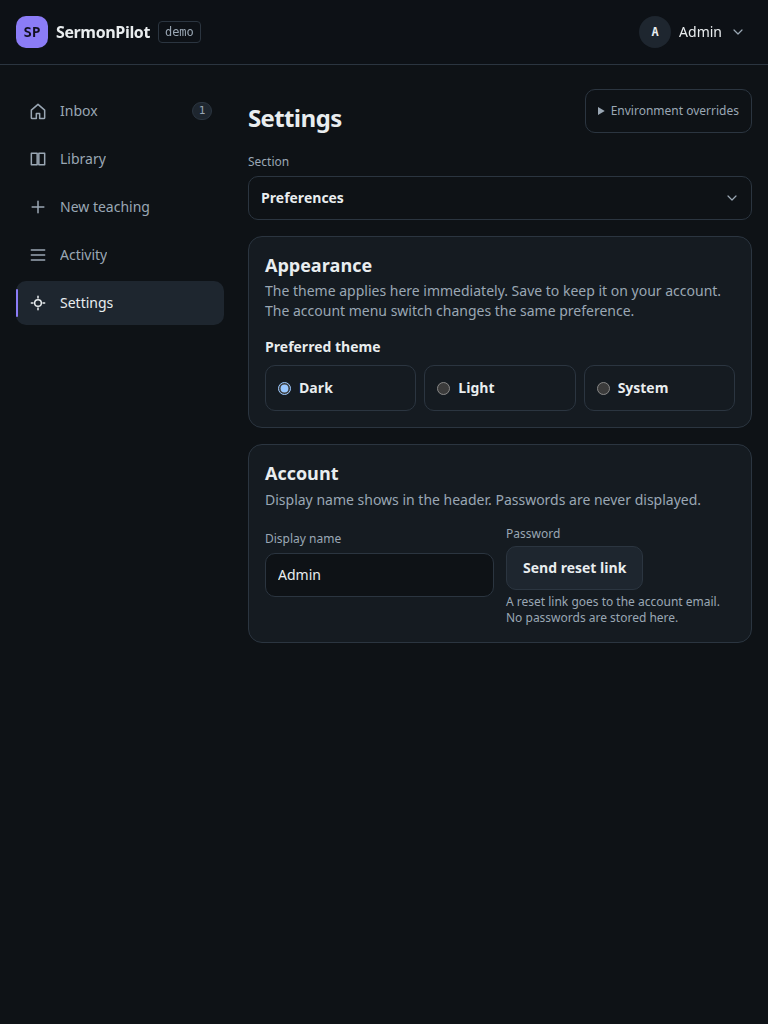 SP SermonPilot demo
A Admin
Inbox 1
Library
New teaching
Activity
Settings
Settings
Environment overrides
Section
Preferences
Appearance
The theme applies here immediately. Save to keep it on your account.
The account menu switch changes the same preference.
Preferred theme
Dark
Light
System
Account
Display name shows in the header. Passwords are never displayed.
Display name
Admin
Password
Send reset link
A reset link goes to the account email.
No passwords are stored here.